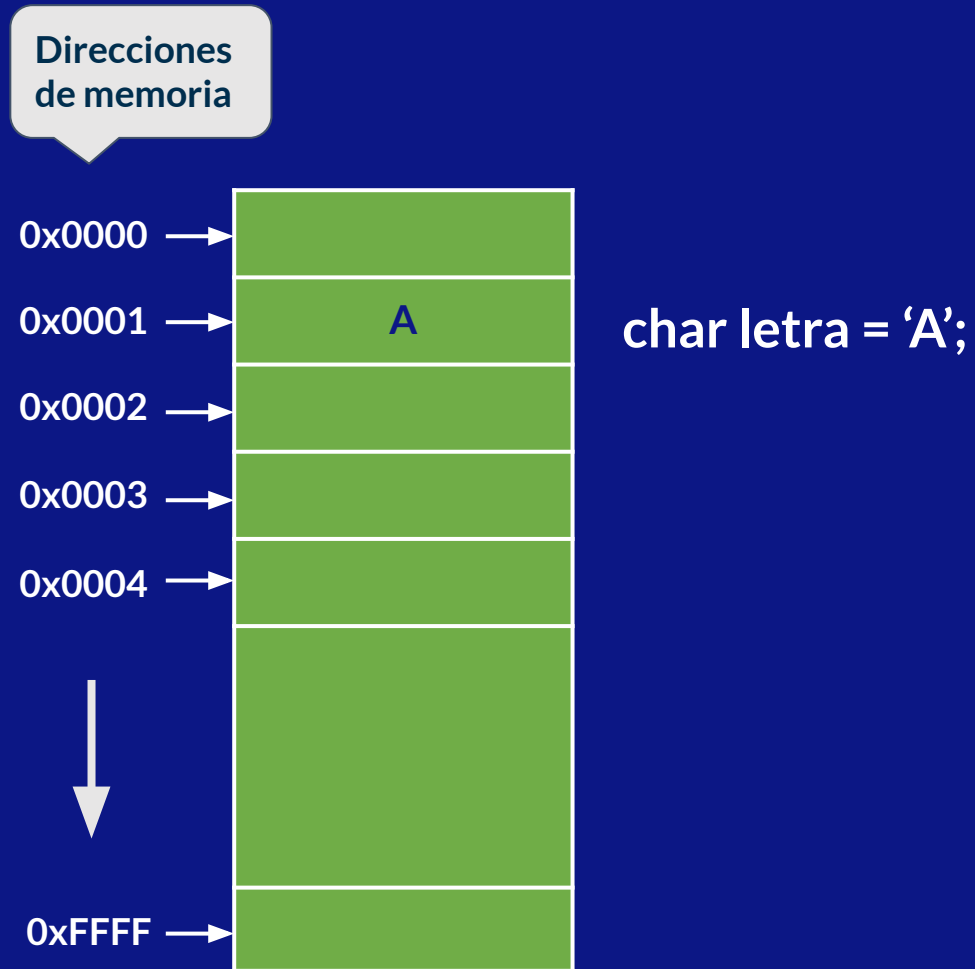 Direcciones
de memoria
0x0000
0x0001
A
char letra = ‘A’;
0x0002
0x0003
0x0004
0xFFFF